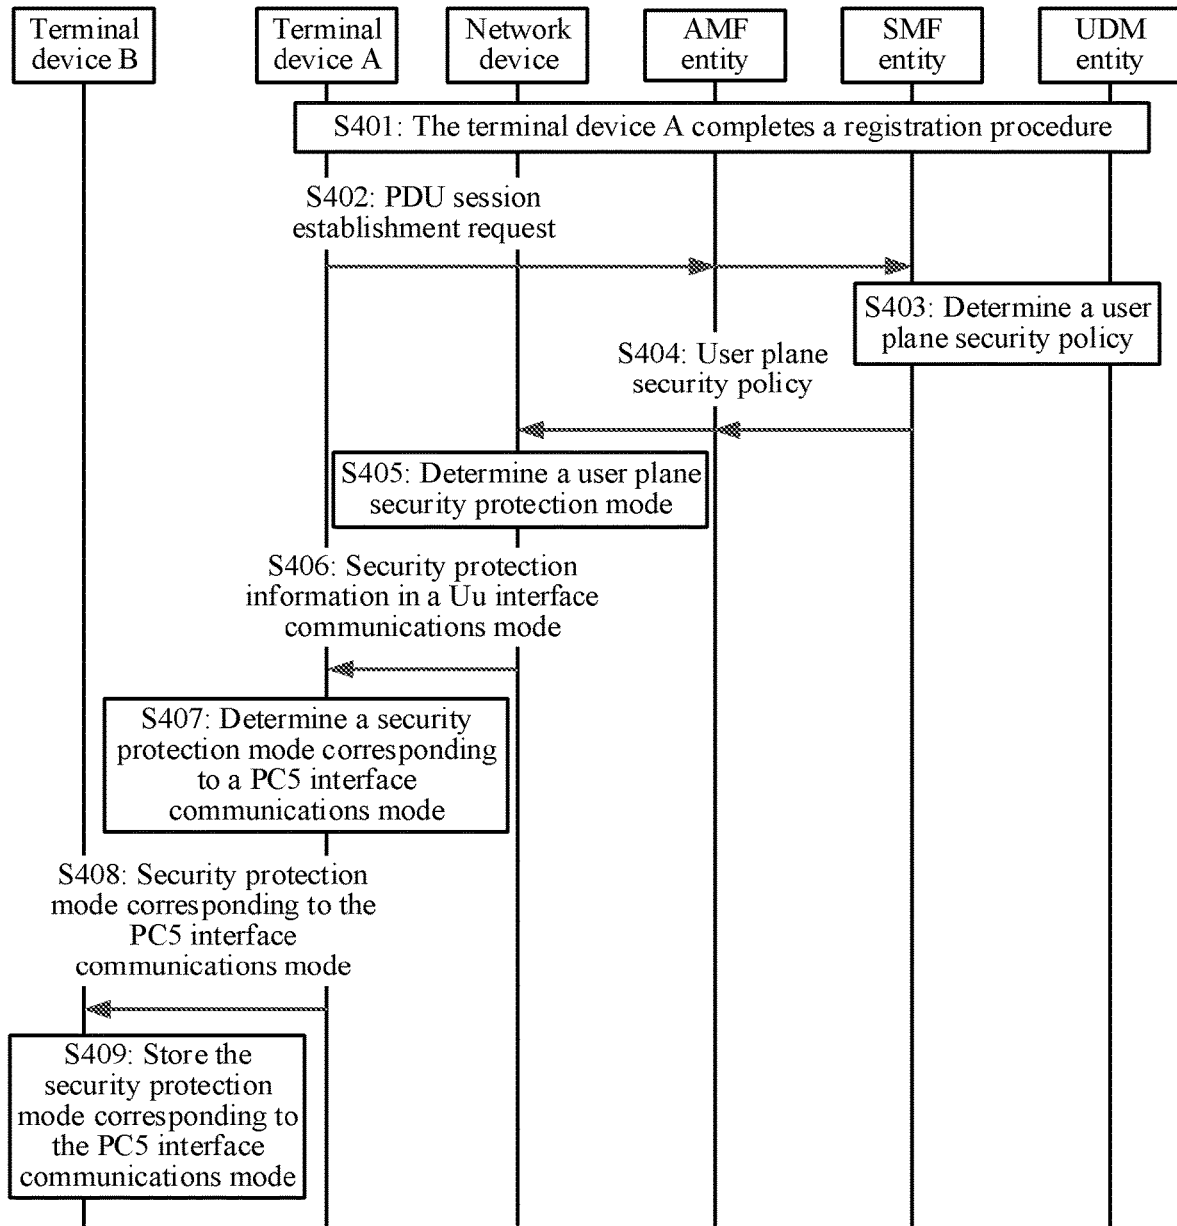 Terminal
device B
Terminal
device A
Network
device
AMF
entity
SMF
entity
UDM
entity
S401: The terminal device A completes a registration procedure
S402: PDU session
establishment request
S403: Determine a user
plane security policy
S404: User plane
security policy
S405: Determine a user plane
security protection mode
S406: Security protection
information in a Uu interface
communications mode
S407: Determine a security
protection mode corresponding
to a PC5 interface
communications mode
S408: Security protection
mode corresponding to the
PC5 interface
communications mode
S409: Store the
security protection
mode corresponding to
the PC5 interface
communications mode